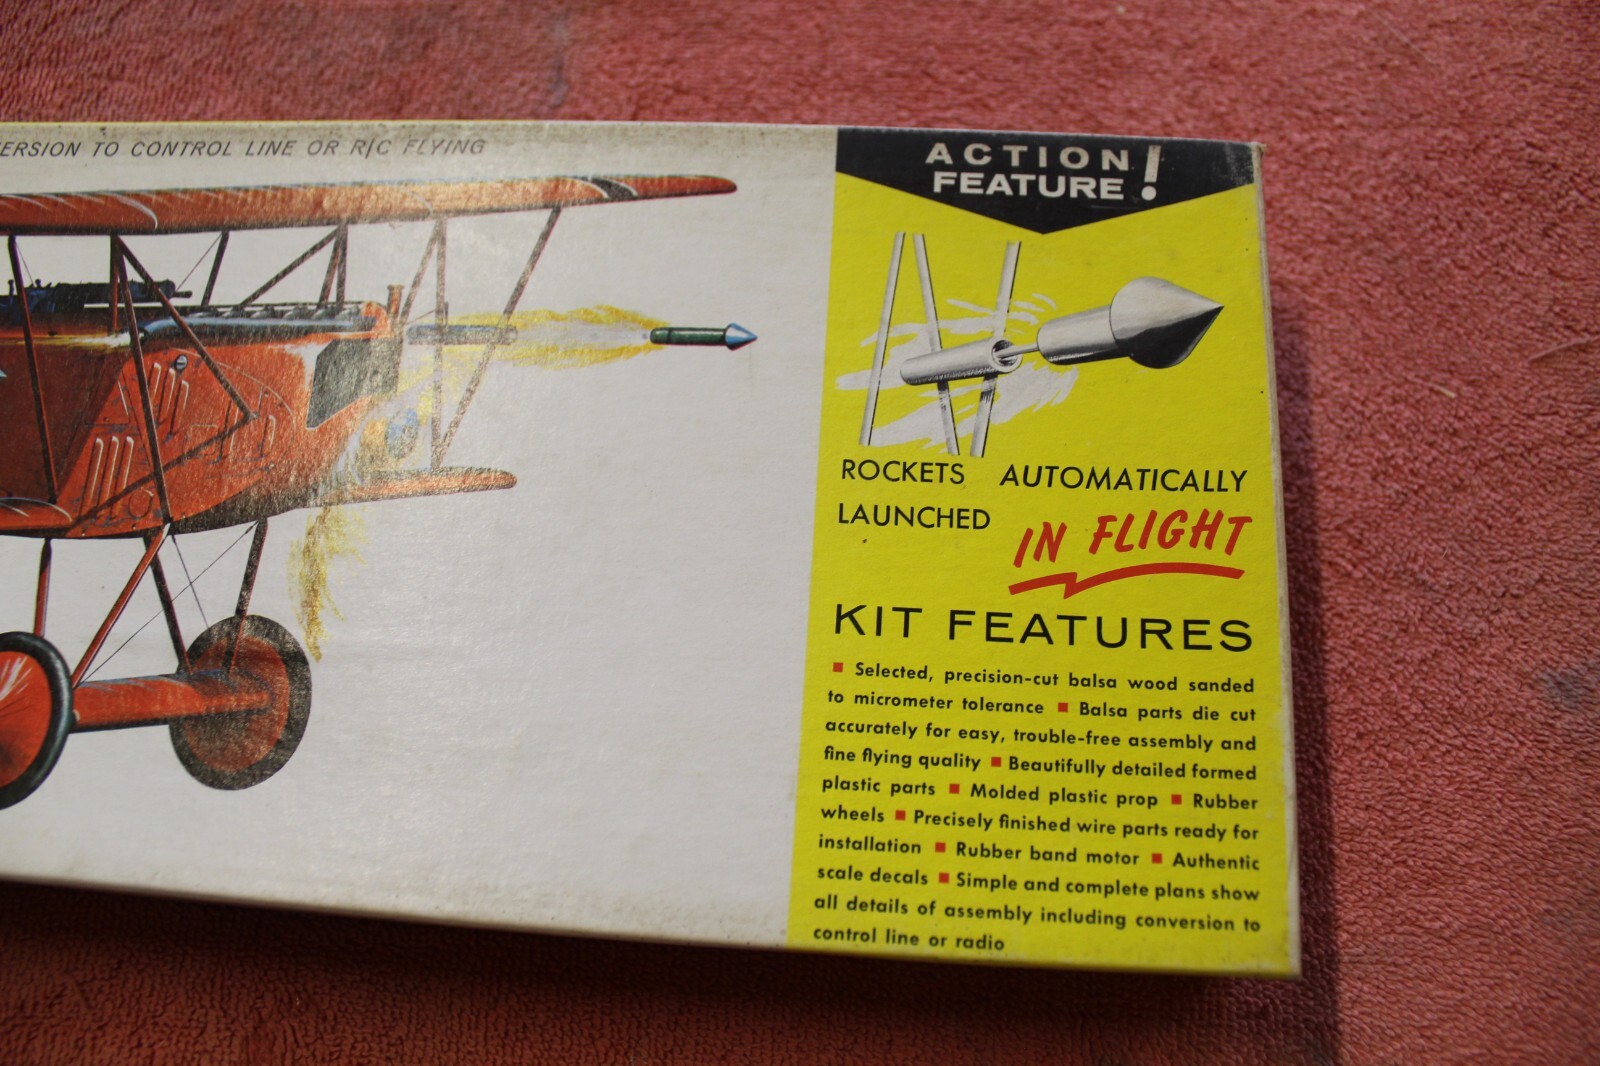 ERSION TO CONTROL LINE OR R/C FLYING
ACTION
FEATURE!
ROCKETS AUTOMATICALLY
LAUNCHED IN FLIGHT
KIT FEATURES
■ Selected, precision-cut balsa wood sanded
to micrometer tolerance ■ Balsa parts die cut
accurately for easy, trouble-free assembly and
fine flying quality ■ Beautifully detailed formed
plastic parts ■ Molded plastic prop ■ Rubber
wheels ■ Precisely finished wire parts ready for
installation ■ Rubber band motor ■ Authentic
scale decals ■ Simple and complete plans show
all details of assembly including conversion to
control line or radio